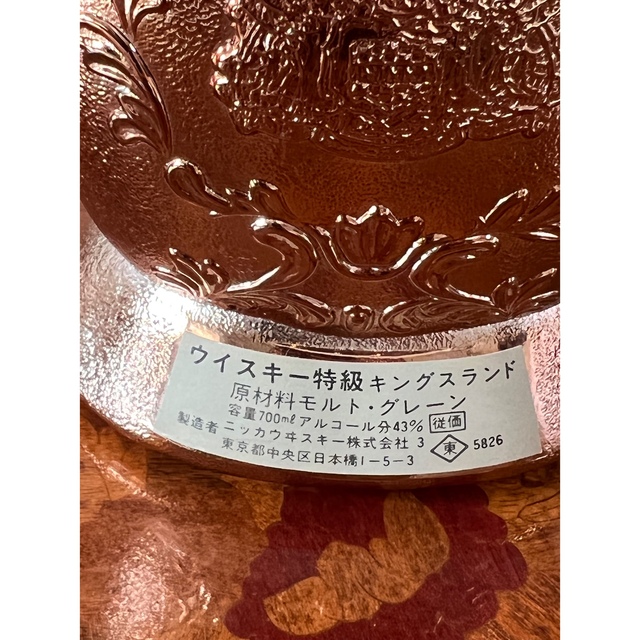 ウイスキー特級キングスランド
原材料モルト・グレーン
容量700mlアルコール分43% 従価
製造者ニッカウヰスキー株式会社 3 東 5826
東京都中央区日本橋1-5-3